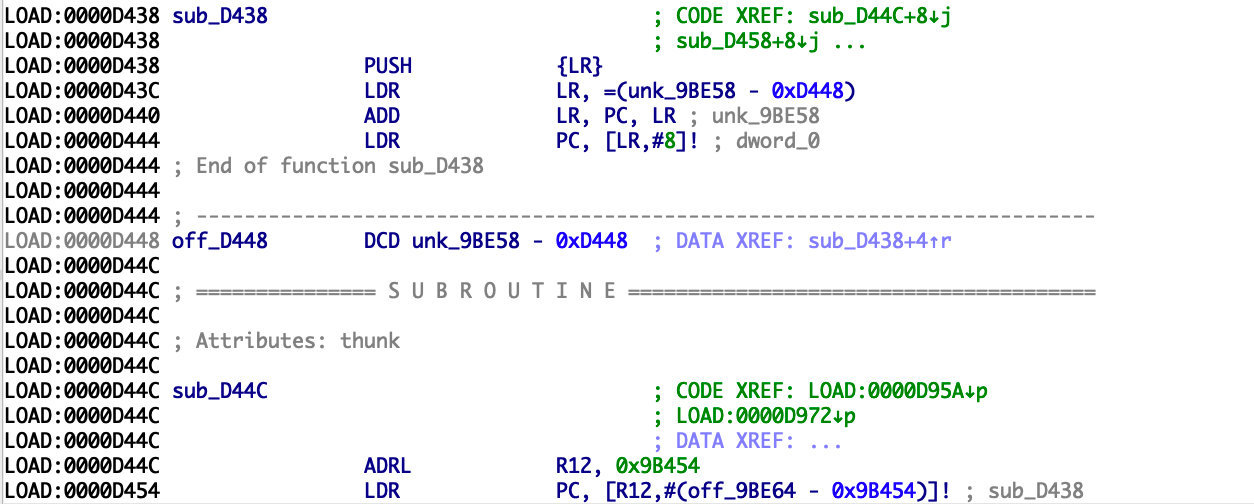 LOAD:0000D438 sub_D438 ; CODE XREF: sub_D44C+8↓j
LOAD:0000D438 ; sub_D458+8↓j ...
LOAD:0000D438 PUSH {LR}
LOAD:0000D43C LDR LR, =(unk_9BE58 - 0xD448)
LOAD:0000D440 ADD LR, PC, LR ; unk_9BE58
LOAD:0000D444 LDR PC, [LR,#8]! ; dword_0
LOAD:0000D444 ; End of function sub_D438
LOAD:0000D444
LOAD:0000D444 ; ---------------------------------------------------------------------------
LOAD:0000D448 off_D448 DCD unk_9BE58 - 0xD448 ; DATA XREF: sub_D438+4↑r
LOAD:0000D44C
LOAD:0000D44C ; =============== S U B R O U T I N E =======================================
LOAD:0000D44C
LOAD:0000D44C ; Attributes: thunk
LOAD:0000D44C
LOAD:0000D44C sub_D44C ; CODE XREF: LOAD:0000D95A↓p
LOAD:0000D44C ; LOAD:0000D972↓p
LOAD:0000D44C ; DATA XREF: ...
LOAD:0000D44C ADRL R12, 0x9B454
LOAD:0000D454 LDR PC, [R12,#(off_9BE64 - 0x9B454)]! ; sub_D438